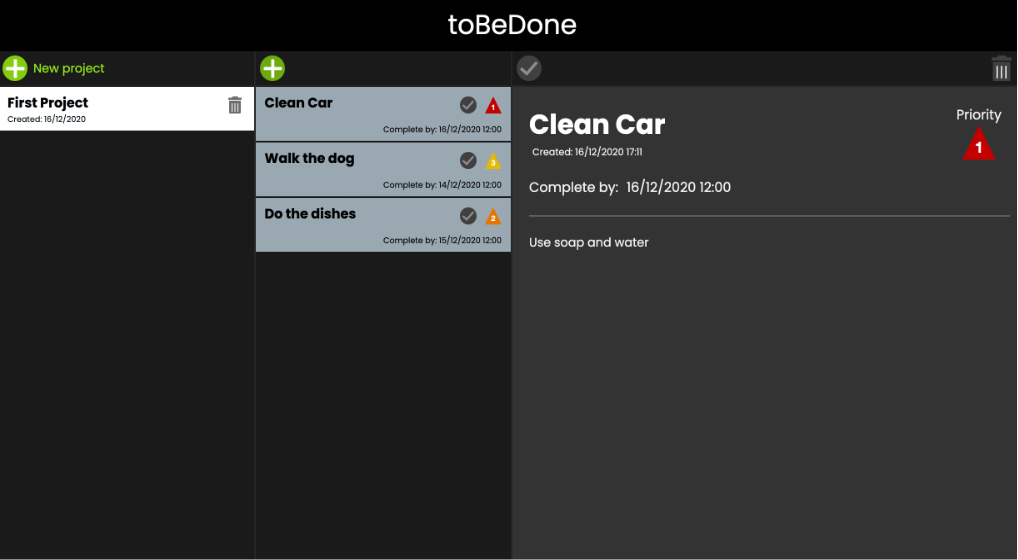 toBeDone
New project
First Project
Created: 16/12/2020
Clean Car
1
Complete by: 16/12/2020 12:00
Walk the dog
3
Complete by: 14/12/2020 12:00
Do the dishes
2
Complete by: 15/12/2020 12:00
Clean Car
Priority
1
Created: 16/12/2020 17:11
Complete by: 16/12/2020 12:00
Use soap and water